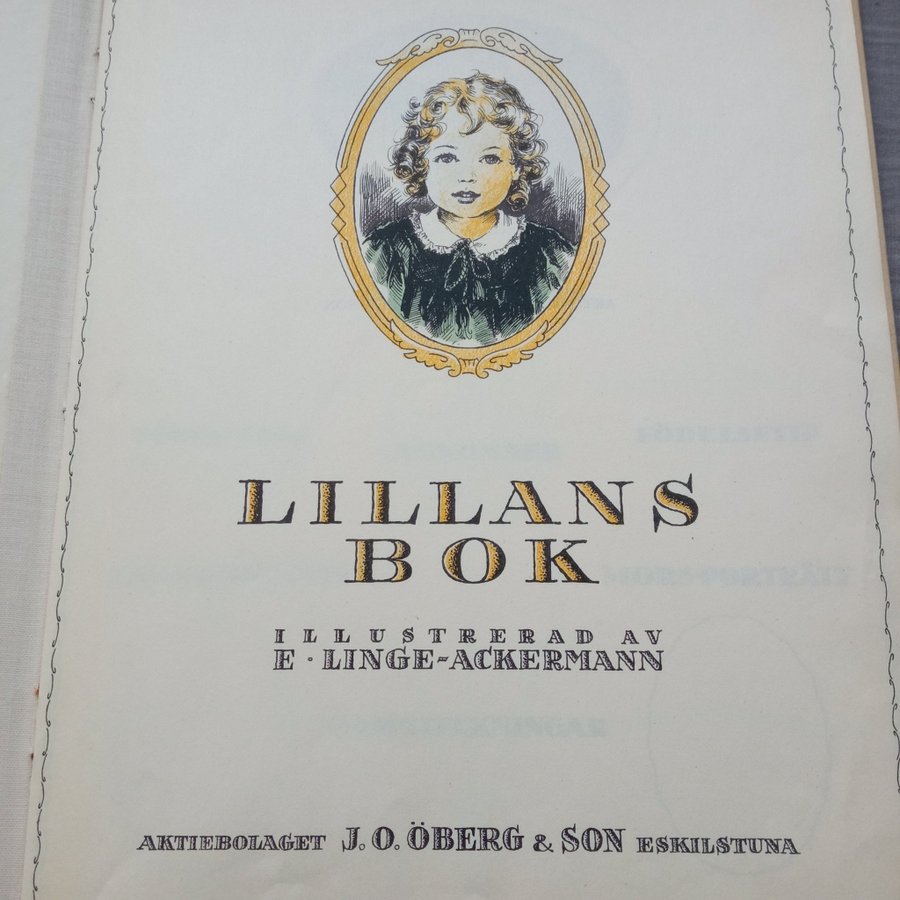 LILLANS
BOK
ILLUSTRERAD AV
E · LINGE-ACKERMANN
AKTIEBOLAGET J. O. ÖBERG & SON ESKILSTUNA